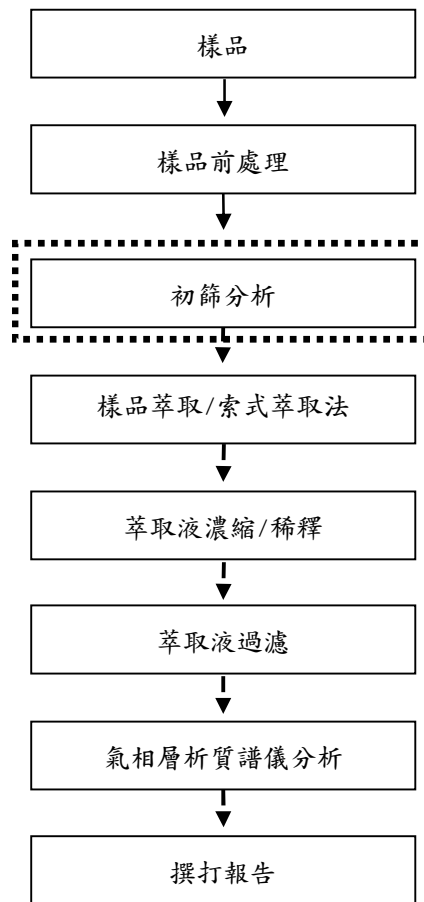 樣品
樣品前處理
初篩分析
樣品萃取/索式萃取法
萃取液濃縮/稀釋
萃取液過濾
氣相層析質譜儀分析
撰打報告